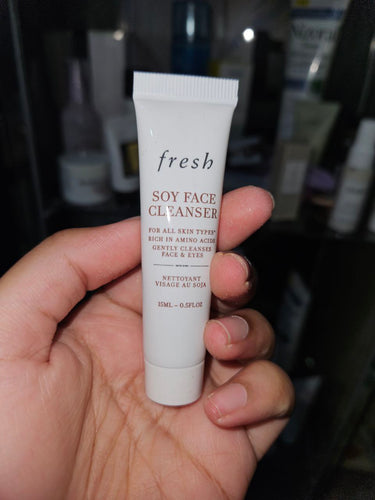 fresh
SOY FACE
CLEANSER
FOR ALL SKIN TYPES*
RICH IN AMINO ACIDS
GENTLY CLEANSES
FACE & EYES
NETTOYANT
VISAGE AU SOJA
15ML – 0.5FL.OZ
Nizoral